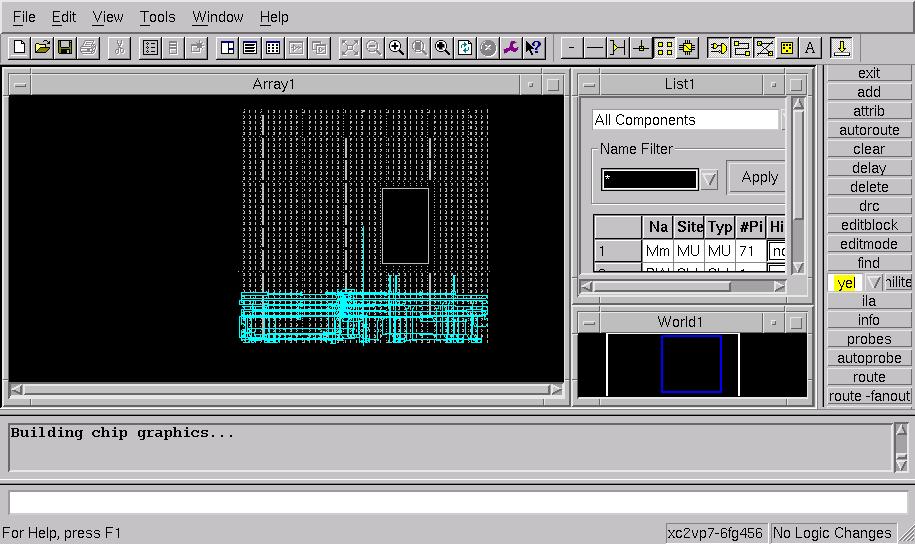 File Edit View Tools Window Help
A
Array1
List1
All Components
Name Filter
*
Apply
Na Site Typ #Pi Hi
1 Mm MU MU 71 no
World1
exit
add
attrib
autoroute
clear
delay
delete
drc
editblock
editmode
find
yel hilite
ila
info
probes
autoprobe
route
route -fanout
Building chip graphics...
For Help, press F1
xc2vp7-6fg456 No Logic Changes